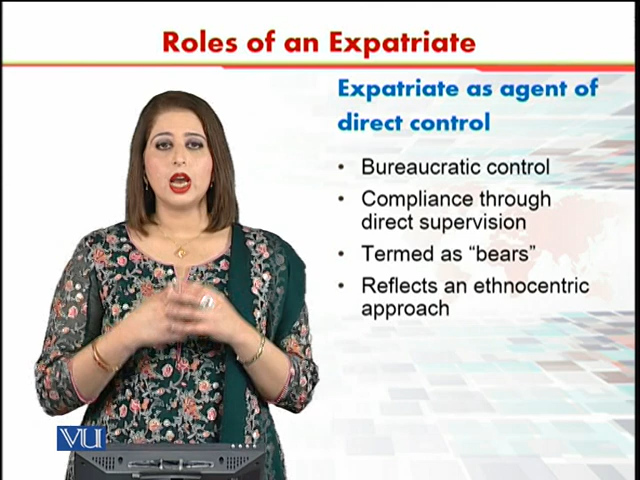 Roles of an Expatriate
Expatriate as agent of
direct control
• Bureaucratic control
• Compliance through
direct supervision
• Termed as “bears”
• Reflects an ethnocentric
approach
VU